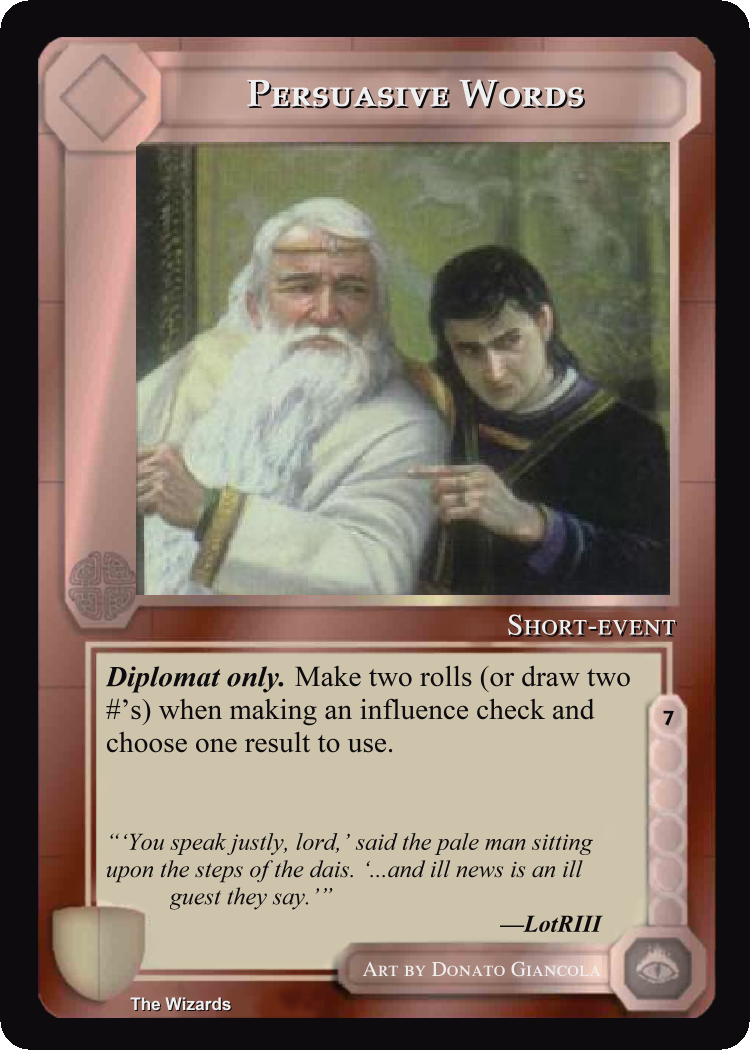 Persuasive Words
Short-event
Diplomat only. Make two rolls (or draw two
#’s) when making an influence check and
choose one result to use.
7
“‘You speak justly, lord,’ said the pale man sitting
upon the steps of the dais. ‘...and ill news is an ill
guest they say.’”
—LotRIII
Art by Donato Giancola
The Wizards